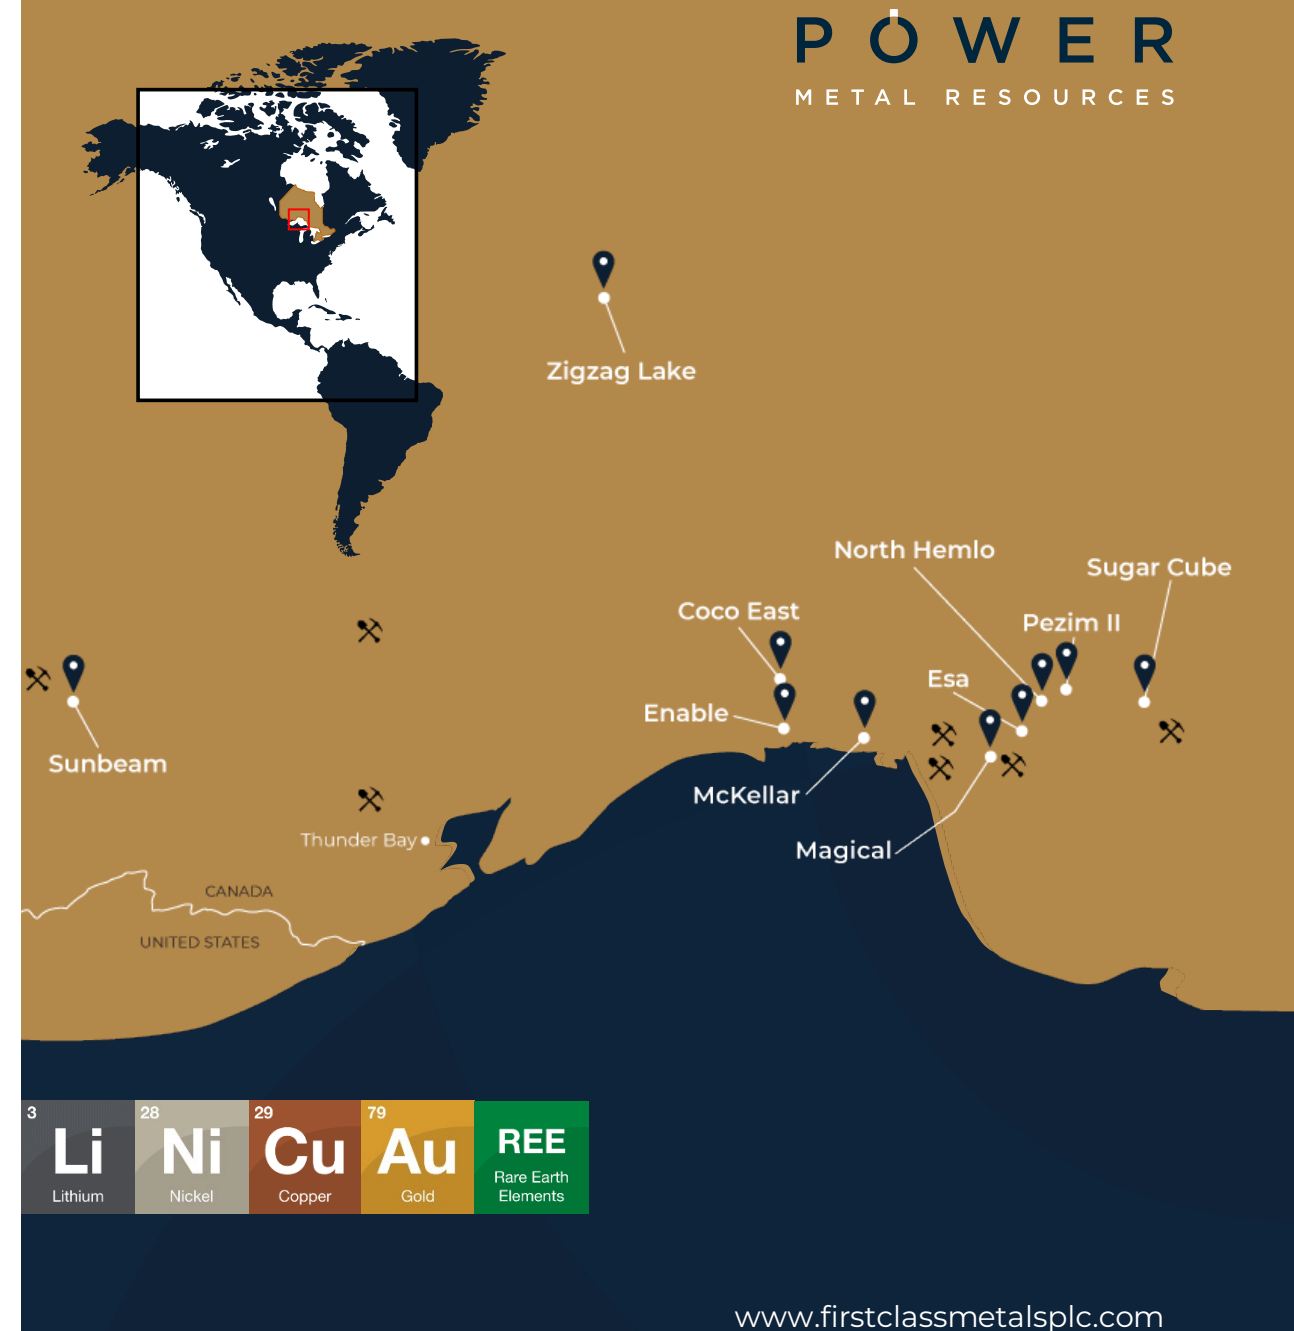 POWER
METAL RESOURCES
Zigzag Lake
North Hemlo
Sugar Cube
Coco East
Pezim II
Esa
Enable
Sunbeam
McKellar
Thunder Bay
Magical
CANADA
UNITED STATES
3
Li
Lithium
28
Ni
Nickel
29
Cu
Copper
79
Au
Gold
REE
Rare Earth
Elements
www.firstclassmetalsplc.com